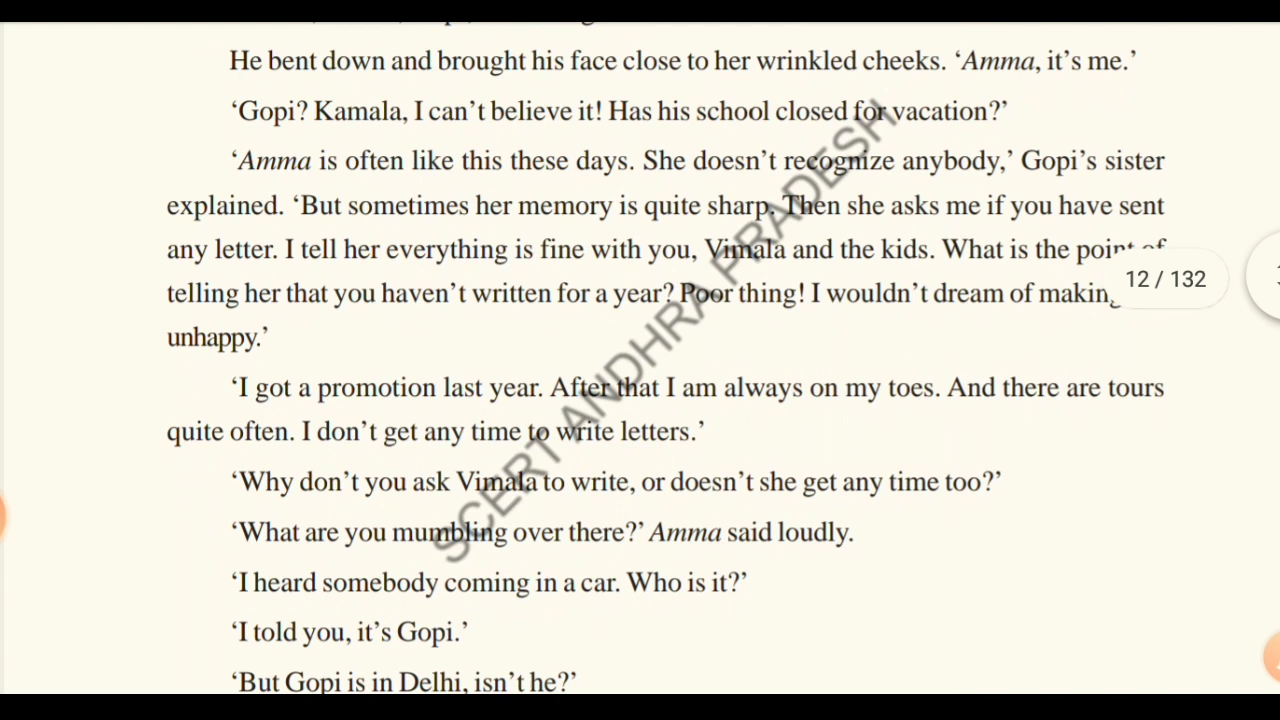 He bent down and brought his face close to her wrinkled cheeks. ‘Amma, it’s me.’
‘Gopi? Kamala, I can’t believe it! Has his school closed for vacation?’
‘Amma is often like this these days. She doesn’t recognize anybody,’ Gopi’s sister
explained. ‘But sometimes her memory is quite sharp. Then she asks me if you have sent
any letter. I tell her everything is fine with you, Vimala and the kids. What is the point of
12 / 132
telling her that you haven’t written for a year? Poor thing! I wouldn’t dream of making
unhappy.’
‘I got a promotion last year. After that I am always on my toes. And there are tours
quite often. I don’t get any time to write letters.’
‘Why don’t you ask Vimala to write, or doesn’t she get any time too?’
‘What are you mumbling over there?’ Amma said loudly.
‘I heard somebody coming in a car. Who is it?’
‘I told you, it’s Gopi.’
‘But Gopi is in Delhi, isn’t he?’
SCERT ANDHRA PRADESH